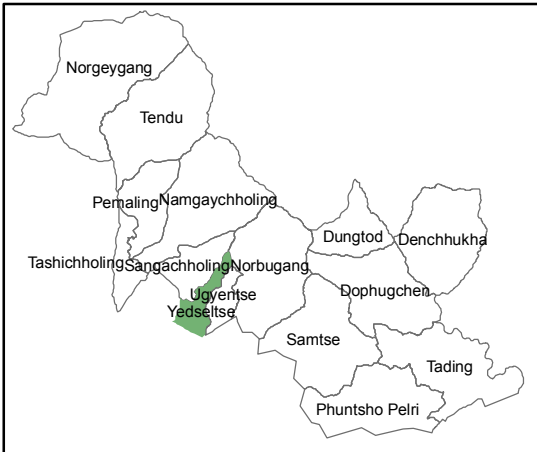 Norgeygang
Tendu
Pemaling
Namgaychholing
Dungtod
Denchhukha
Tashichholing
Sangachholing
Norbugang
Dophugchen
Ugyentse
Yedseltse
Samtse
Tading
Phuntsho Pelri